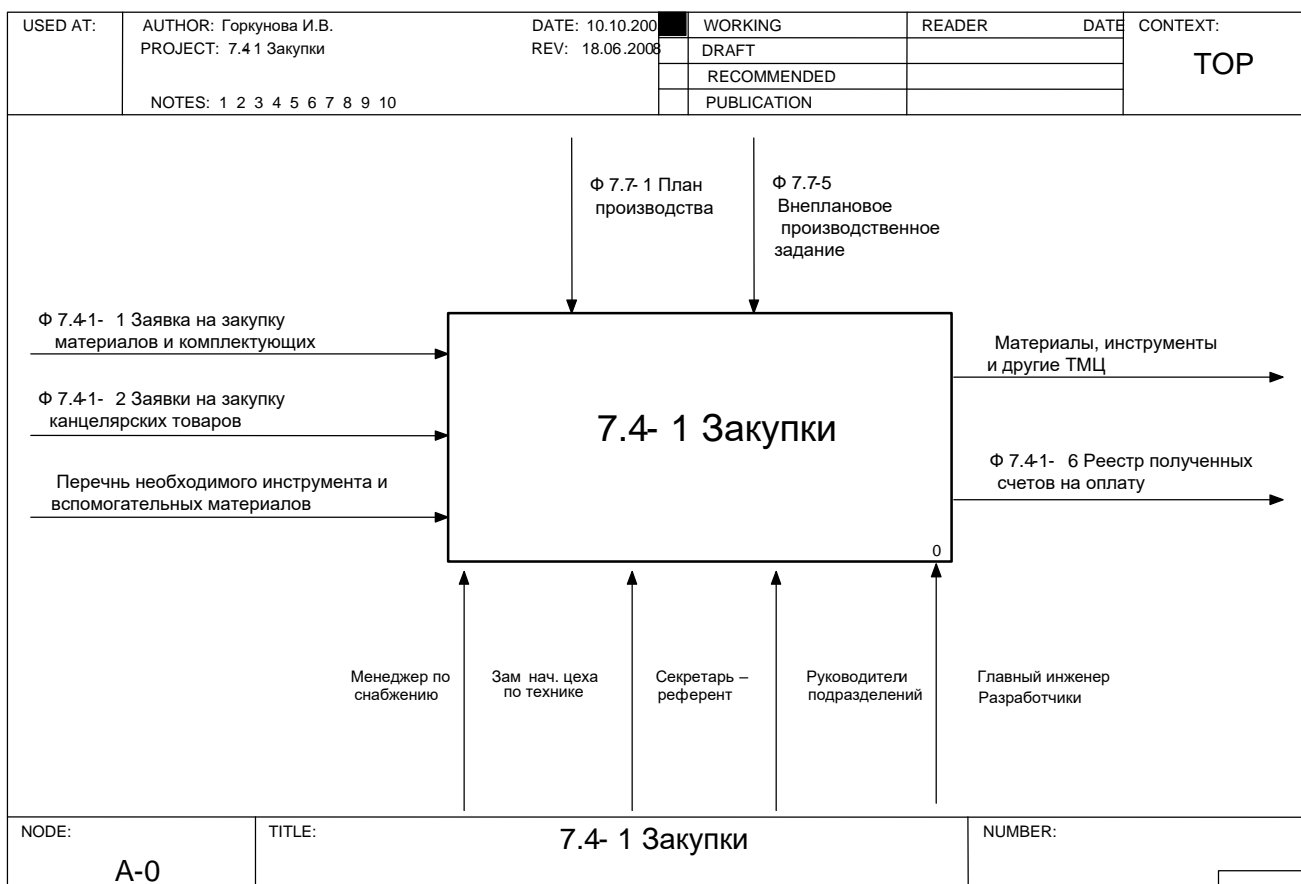 USED AT:
AUTHOR: Горкунова И.В.
DATE: 10.10.200
PROJECT: 7.41 Закупки
REV: 18.06.2008
NOTES: 1 2 3 4 5 6 7 8 9 10
WORKING
DRAFT
RECOMMENDED
PUBLICATION
READER
DATE
CONTEXT:
TOP
Ф 7.7- 1 План
производства
Ф 7.7-5
Внеплановое
производственное
задание
Ф 7.4-1- 1 Заявка на закупку
материалов и комплектующих
Ф 7.4-1- 2 Заявки на закупку
канцелярских товаров
Перечнь необходимого инструмента и
вспомогательных материалов
7.4- 1 Закупки
0
Материалы, инструменты
и другие ТМЦ
Ф 7.4-1- 6 Реестр полученных
счетов на оплату
Менеджер по
снабжению
Зам нач. цеха
по технике
Секретарь –
референт
Руководители
подразделений
Главный инженер
Разработчики
NODE:
A-0
TITLE:
7.4- 1 Закупки
NUMBER: